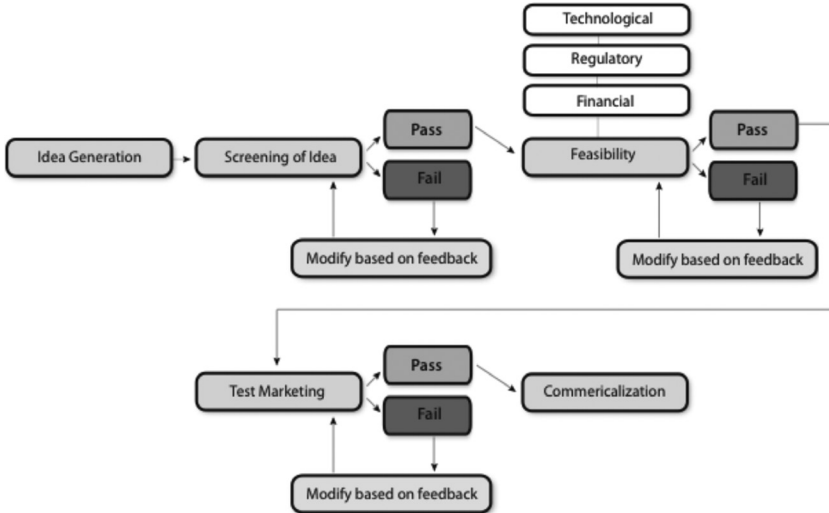 Technological
Regulatory
Financial
Idea Generation
Screening of Idea
Pass
Fail
Modify based on feedback
Feasibility
Pass
Fail
Modify based on feedback
Test Marketing
Pass
Fail
Modify based on feedback
Commericalization